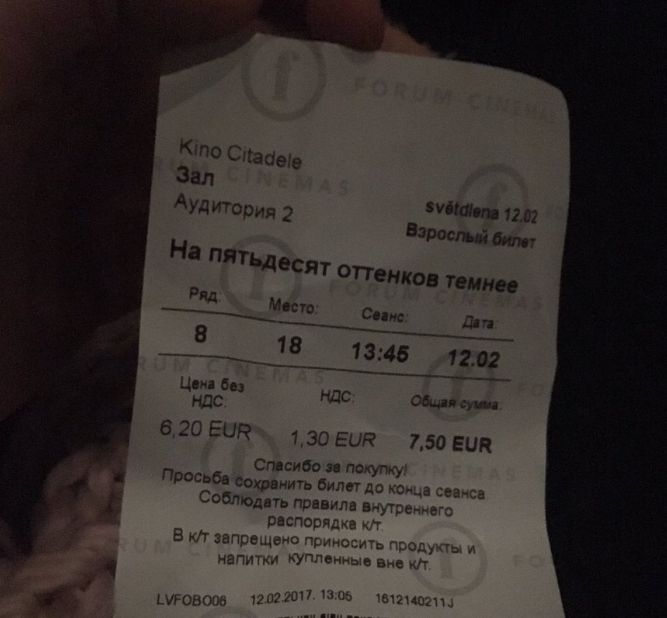 FORUM CINEMAS
Kino Citadele
Зал
Аудитория 2
svētdiena 12.02
Взрослый билет
На пятьдесят оттенков темнее
Ряд: Место: Сеанс: Дата:
8 18 13:45 12.02
Цена без НДС: НДС: Общая сумма:
6,20 EUR 1,30 EUR 7,50 EUR
Спасибо за покупку!
Просьба сохранить билет до конца сеанса
Соблюдать правила внутреннего
распорядка к/т.
В к/т запрещено приносить продукты и
напитки купленные вне к/т.
LVFOBO06 12.02.2017. 13:05 1612140211J